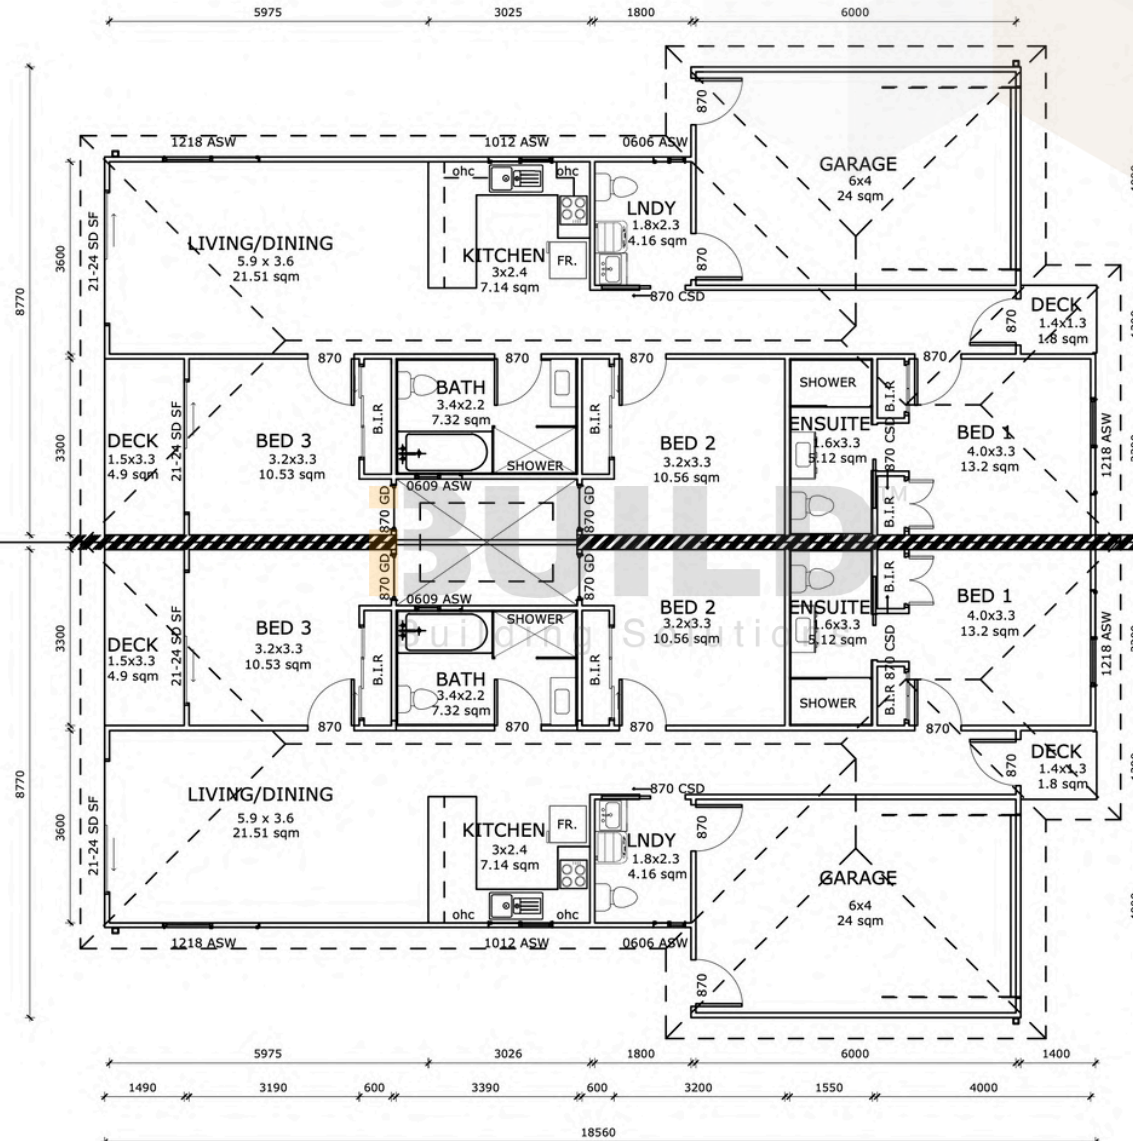 5975 3025 1800 6000
1218 ASW 1012 ASW 0606 ASW
870
ohc ohc
GARAGE
6x4
24 sqm
LNDY
1.8x2.3
4.16 sqm
LIVING/DINING
5.9 x 3.6
21.51 sqm
KITCHEN
3x2.4
7.14 sqm
FR.
870
870 CSD
21-24 SD SF
3600
8770
DECK
1.4x1.3
1.8 sqm
870
870 870 870 870
BATH
3.4x2.2
7.32 sqm
SHOWER
B.I.R B.I.R B.I.R
DECK
1.5x3.3
4.9 sqm
21-24 SD SF
BED 3
3.2x3.3
10.53 sqm
BED 2
3.2x3.3
10.56 sqm
ENSUITE
1.6x3.3
5.12 sqm
870 CSD
BED 1
4.0x3.3
13.2 sqm
1218 ASW
3300
SHOWER
0609 ASW
870 GD 870 GD
B.I.R
iBUILD™
i Building Solutions
870 GD 870 GD
B.I.R
0609 ASW
SHOWER
3300
DECK
1.5x3.3
4.9 sqm
21-24 SD SF
BED 3
3.2x3.3
10.53 sqm
BED 2
3.2x3.3
10.56 sqm
ENSUITE
1.6x3.3
5.12 sqm
870 CSD
BED 1
4.0x3.3
13.2 sqm
1218 ASW
B.I.R B.I.R B.I.R
BATH
3.4x2.2
7.32 sqm
SHOWER
870 870 870 870
DECK
1.4x1.3
1.8 sqm
870
8770
3600
21-24 SD SF
LIVING/DINING
5.9 x 3.6
21.51 sqm
870 CSD
KITCHEN
3x2.4
7.14 sqm
FR.
LNDY
1.8x2.3
4.16 sqm
870
GARAGE
6x4
24 sqm
ohc ohc
1218 ASW 1012 ASW 0606 ASW
870
5975 3026 1800 6000 1400
1490 3190 600 3390 600 3200 1550 4000
18560